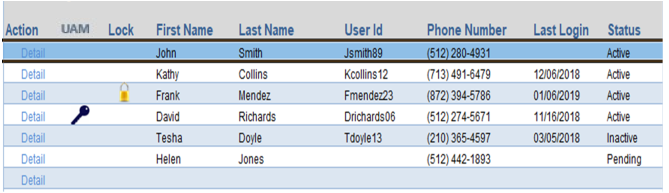 Action UAM Lock First Name Last Name User Id Phone Number Last Login Status
Detail John Smith Jsmith89 (512) 280-4931 Active
Detail Kathy Collins Kcollins12 (713) 491-6479 12/06/2018 Active
Detail Frank Mendez Fmendez23 (872) 394-5786 01/06/2019 Active
Detail David Richards Drichards06 (512) 274-5671 11/16/2018 Active
Detail Tesha Doyle Tdoyle13 (210) 365-4597 03/05/2018 Inactive
Detail Helen Jones (512) 442-1893 Pending
Detail